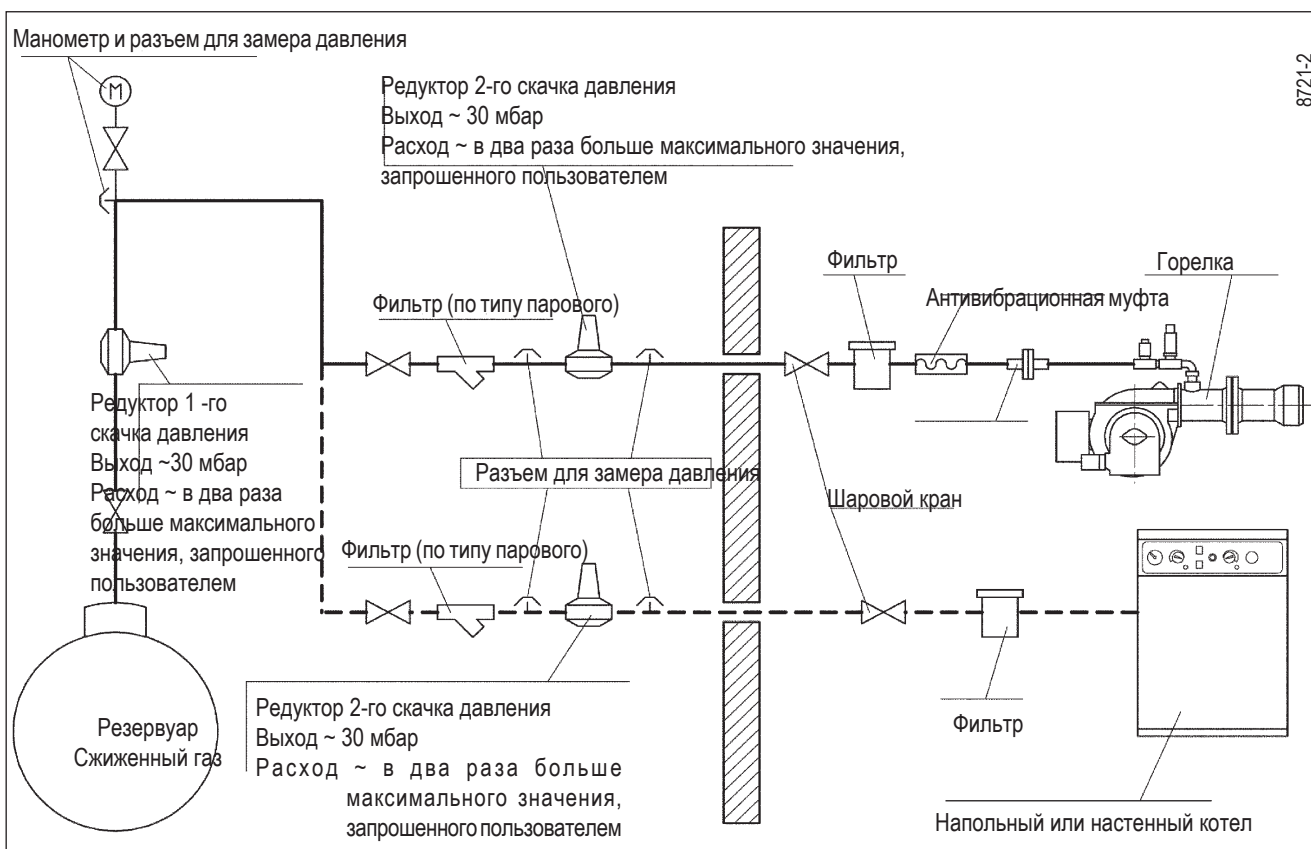 Манометр и разъем для замера давления
8721-2
М
Редуктор 2-го скачка давления
Выход ~ 30 мбар
Расход ~ в два раза больше максимального значения,
запрошенного пользователем
Фильтр
Горелка
Фильтр (по типу парового)
Антивибрационная муфта
Редуктор 1 -го
скачка давления
Выход ~30 мбар
Расход ~ в два раза
больше максимального
значения, запрошенного
пользователем
Разъем для замера давления
Шаровой кран
Фильтр (по типу парового)
Резервуар
Сжиженный газ
Редуктор 2-го скачка давления
Выход ~ 30 мбар
Расход ~ в два раза больше
максимального значения,
запрошенного пользователем
Фильтр
Напольный или настенный котел